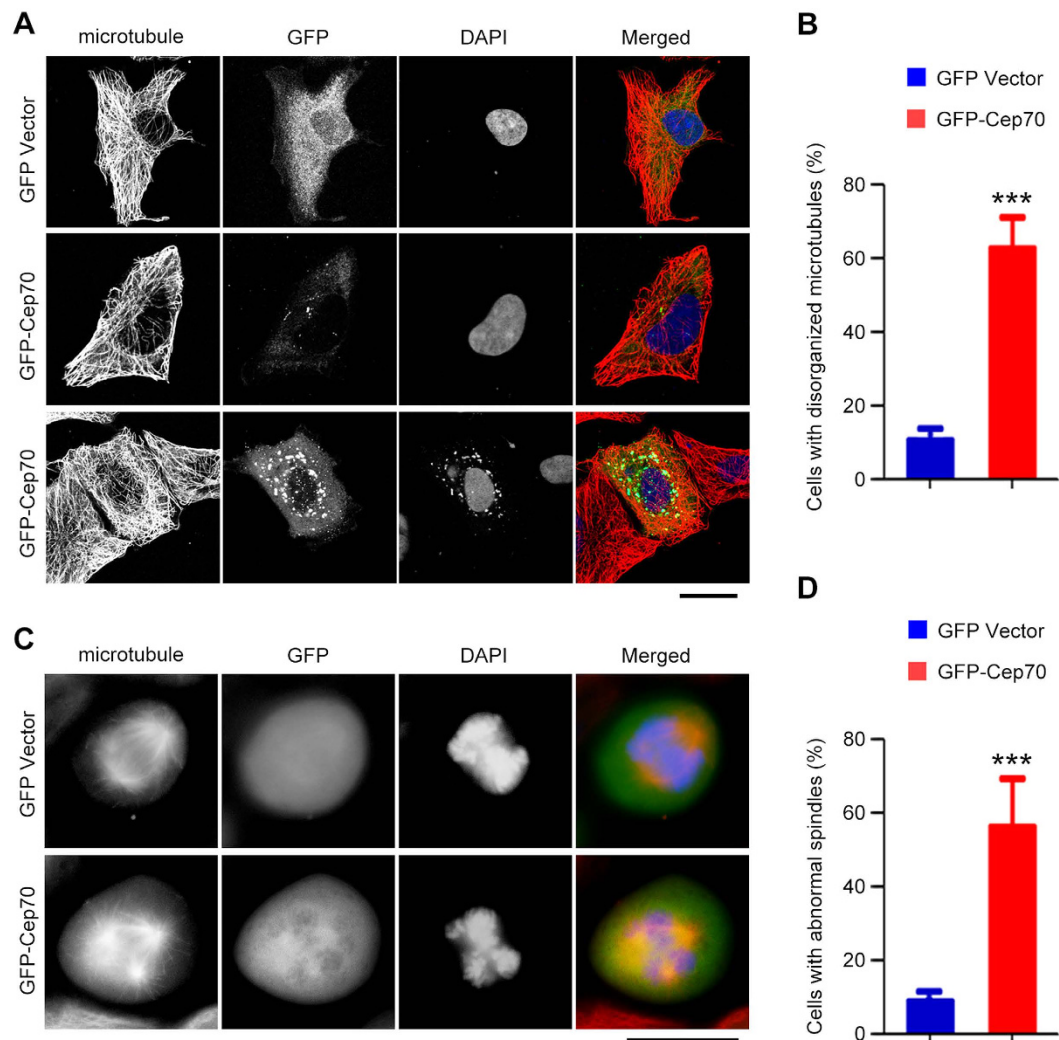 A
microtubule GFP DAPI Merged
GFP Vector
GFP-Cep70
GFP-Cep70
B
GFP Vector
GFP-Cep70
Cells with disorganized microtubules (%)
80
60
40
20
0
***
C
microtubule GFP DAPI Merged
GFP Vector
GFP-Cep70
D
GFP Vector
GFP-Cep70
Cells with abnormal spindles (%)
80
60
40
20
0
***